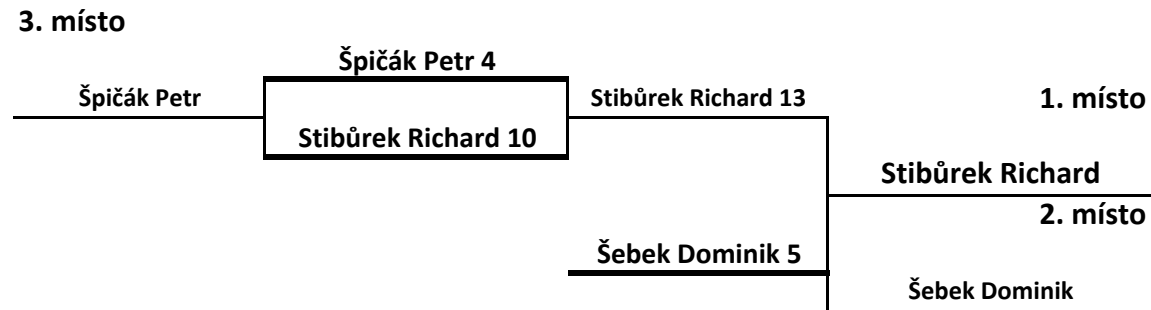 3. místo
Špičák Petr 4
Špičák Petr
Stibůrek Richard 13
1. místo
Stibůrek Richard 10
Stibůrek Richard
2. místo
Šebek Dominik 5
Šebek Dominik